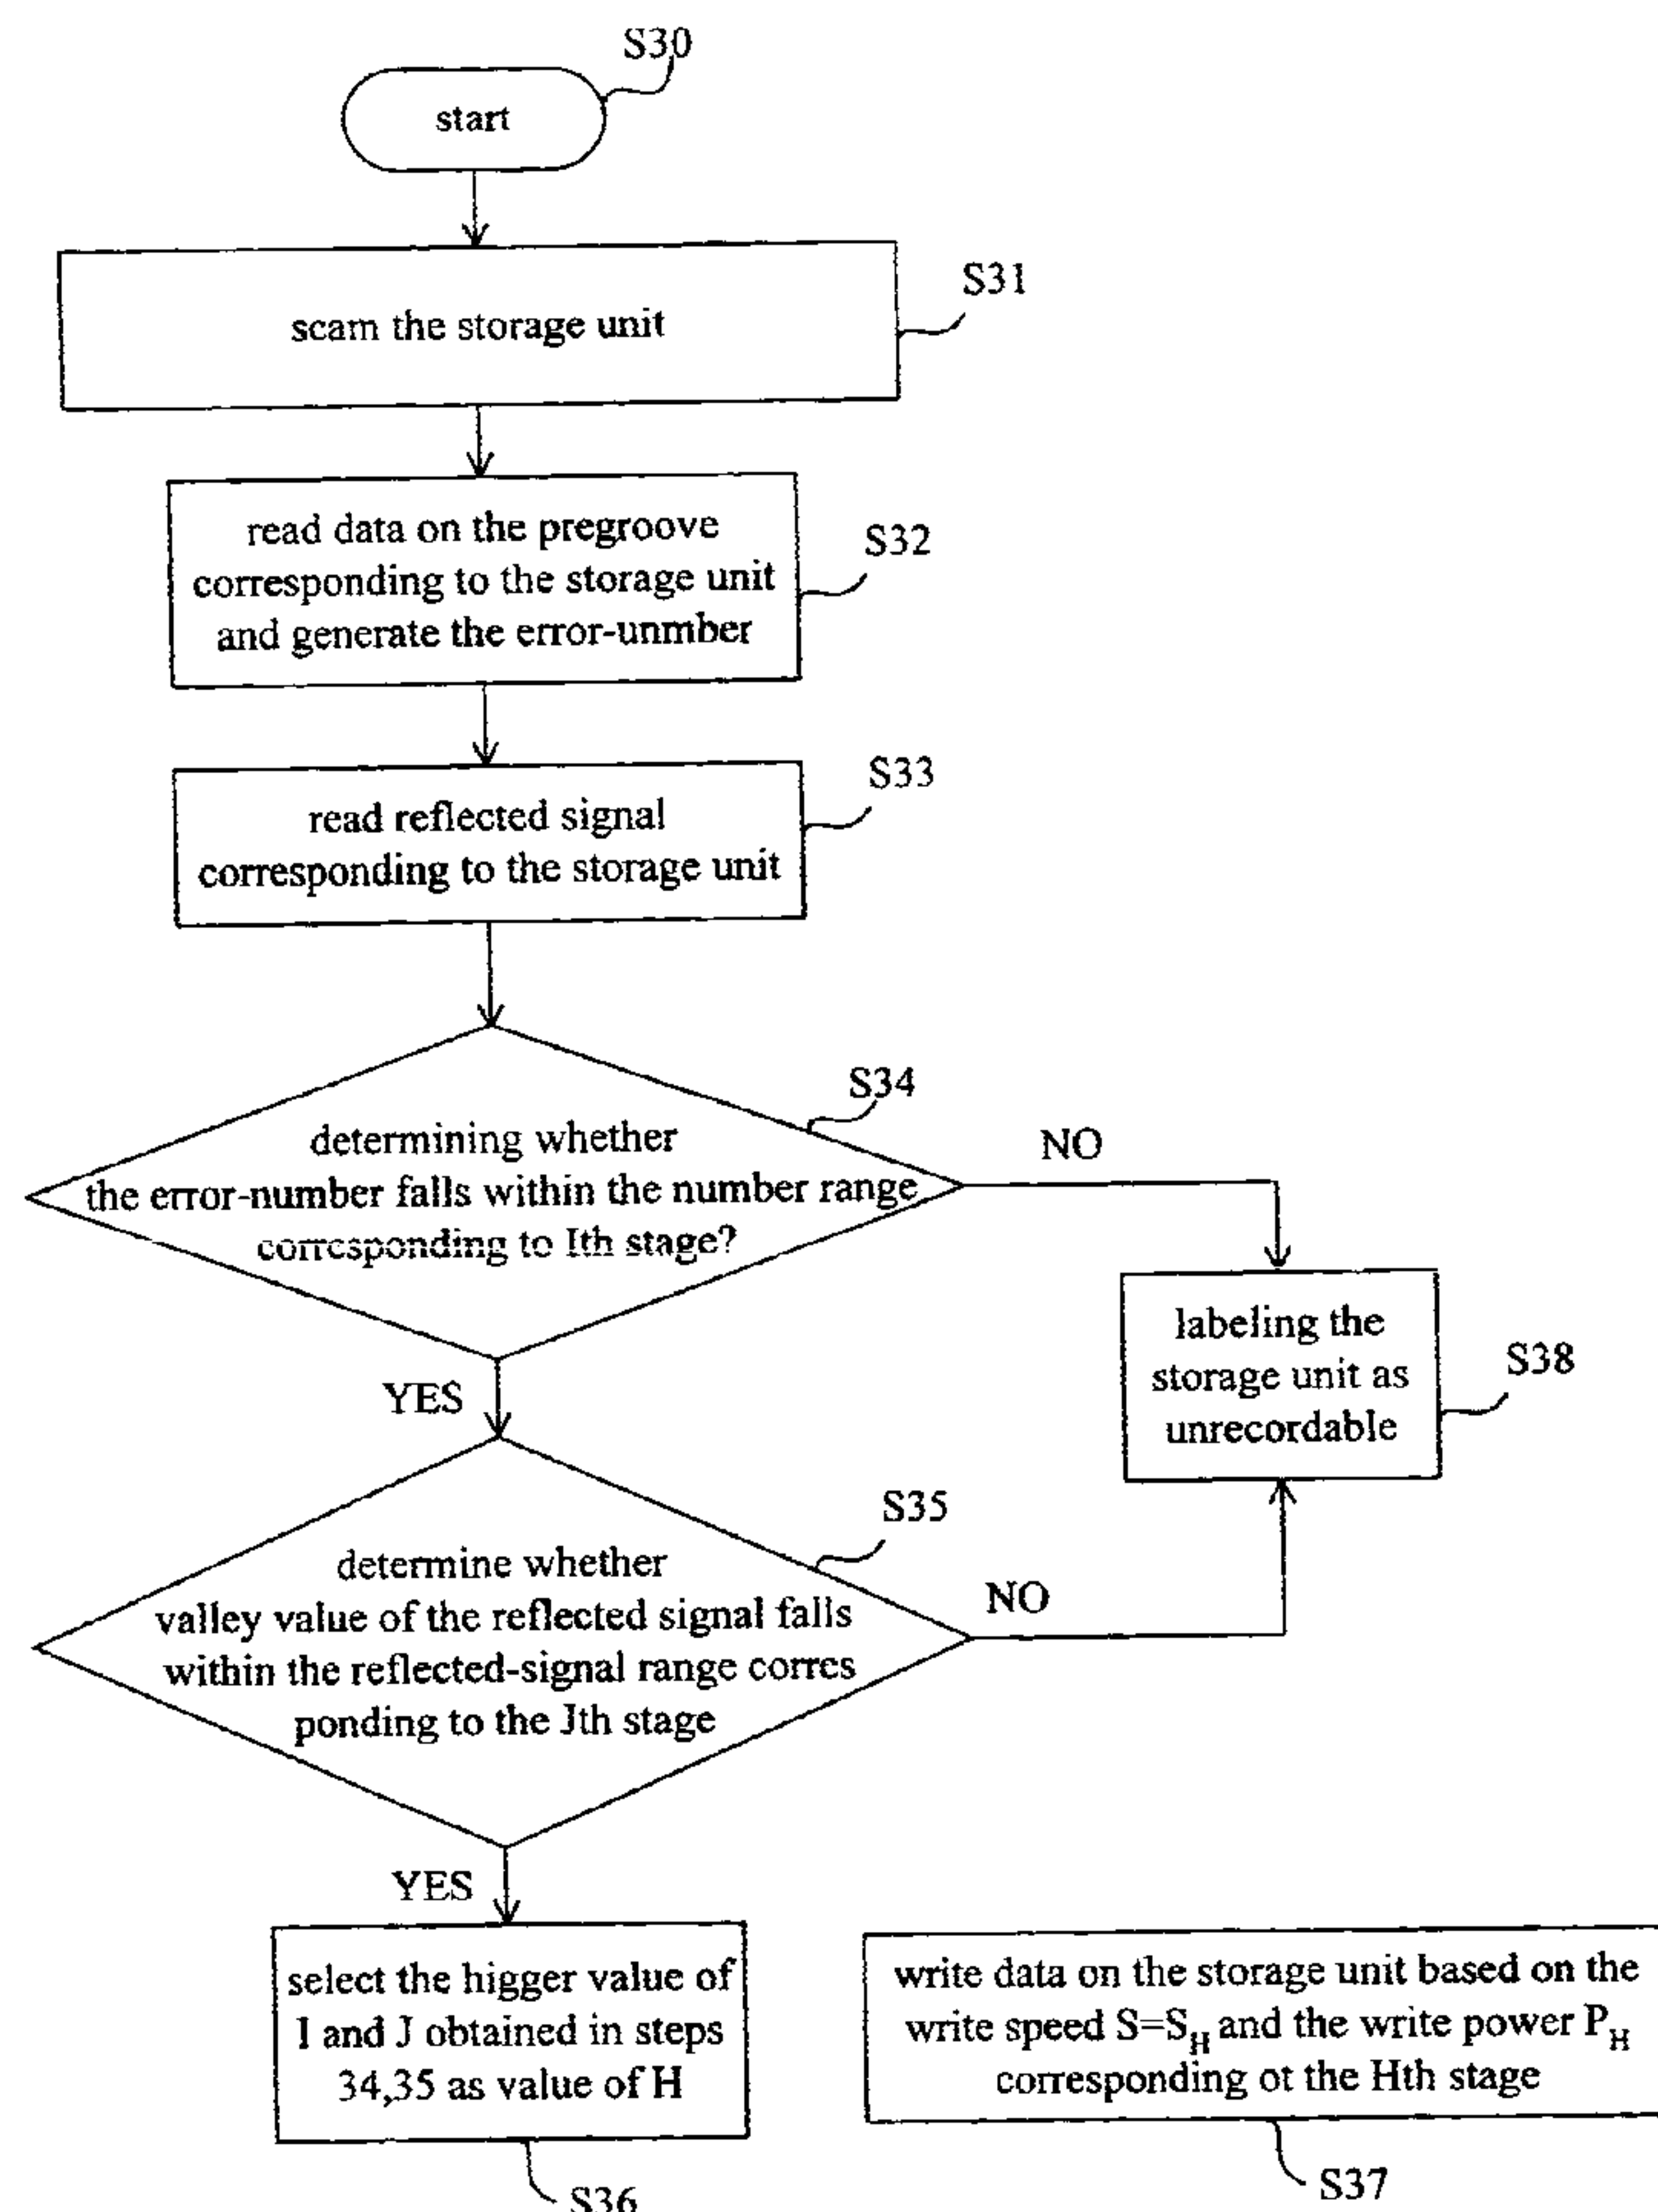 S30
start
S31
scam the storage unit
S32
read data on the pregroove
corresponding to the storage unit
and generate the error-unmber
S33
read reflected signal
corresponding to the storage unit
S34
determining whether
the error-number falls within the number range
corresponding to Ith stage?
NO
YES
labeling the
storage unit as
unrecordable
S38
S35
determine whether
valley value of the reflected signal falls
within the reflected-signal range corres
ponding to the Jth stage
NO
YES
select the higger value of
I and J obtained in steps
34,35 as value of H
S36
write data on the storage unit based on the
write speed S=S_H and the write power P_H
corresponding ot the Hth stage
S37